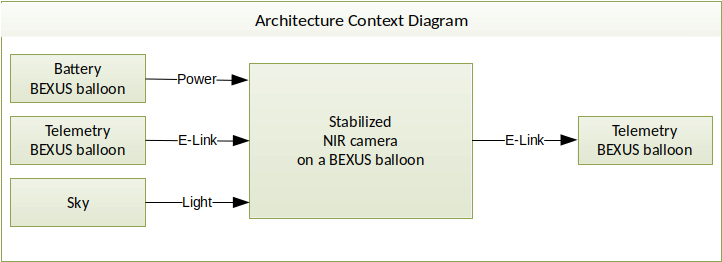 Architecture Context Diagram
Battery
BEXUS balloon
Power
Telemetry
BEXUS balloon
E-Link
Sky
Light
Stabilized
NIR camera
on a BEXUS balloon
E-Link
Telemetry
BEXUS balloon